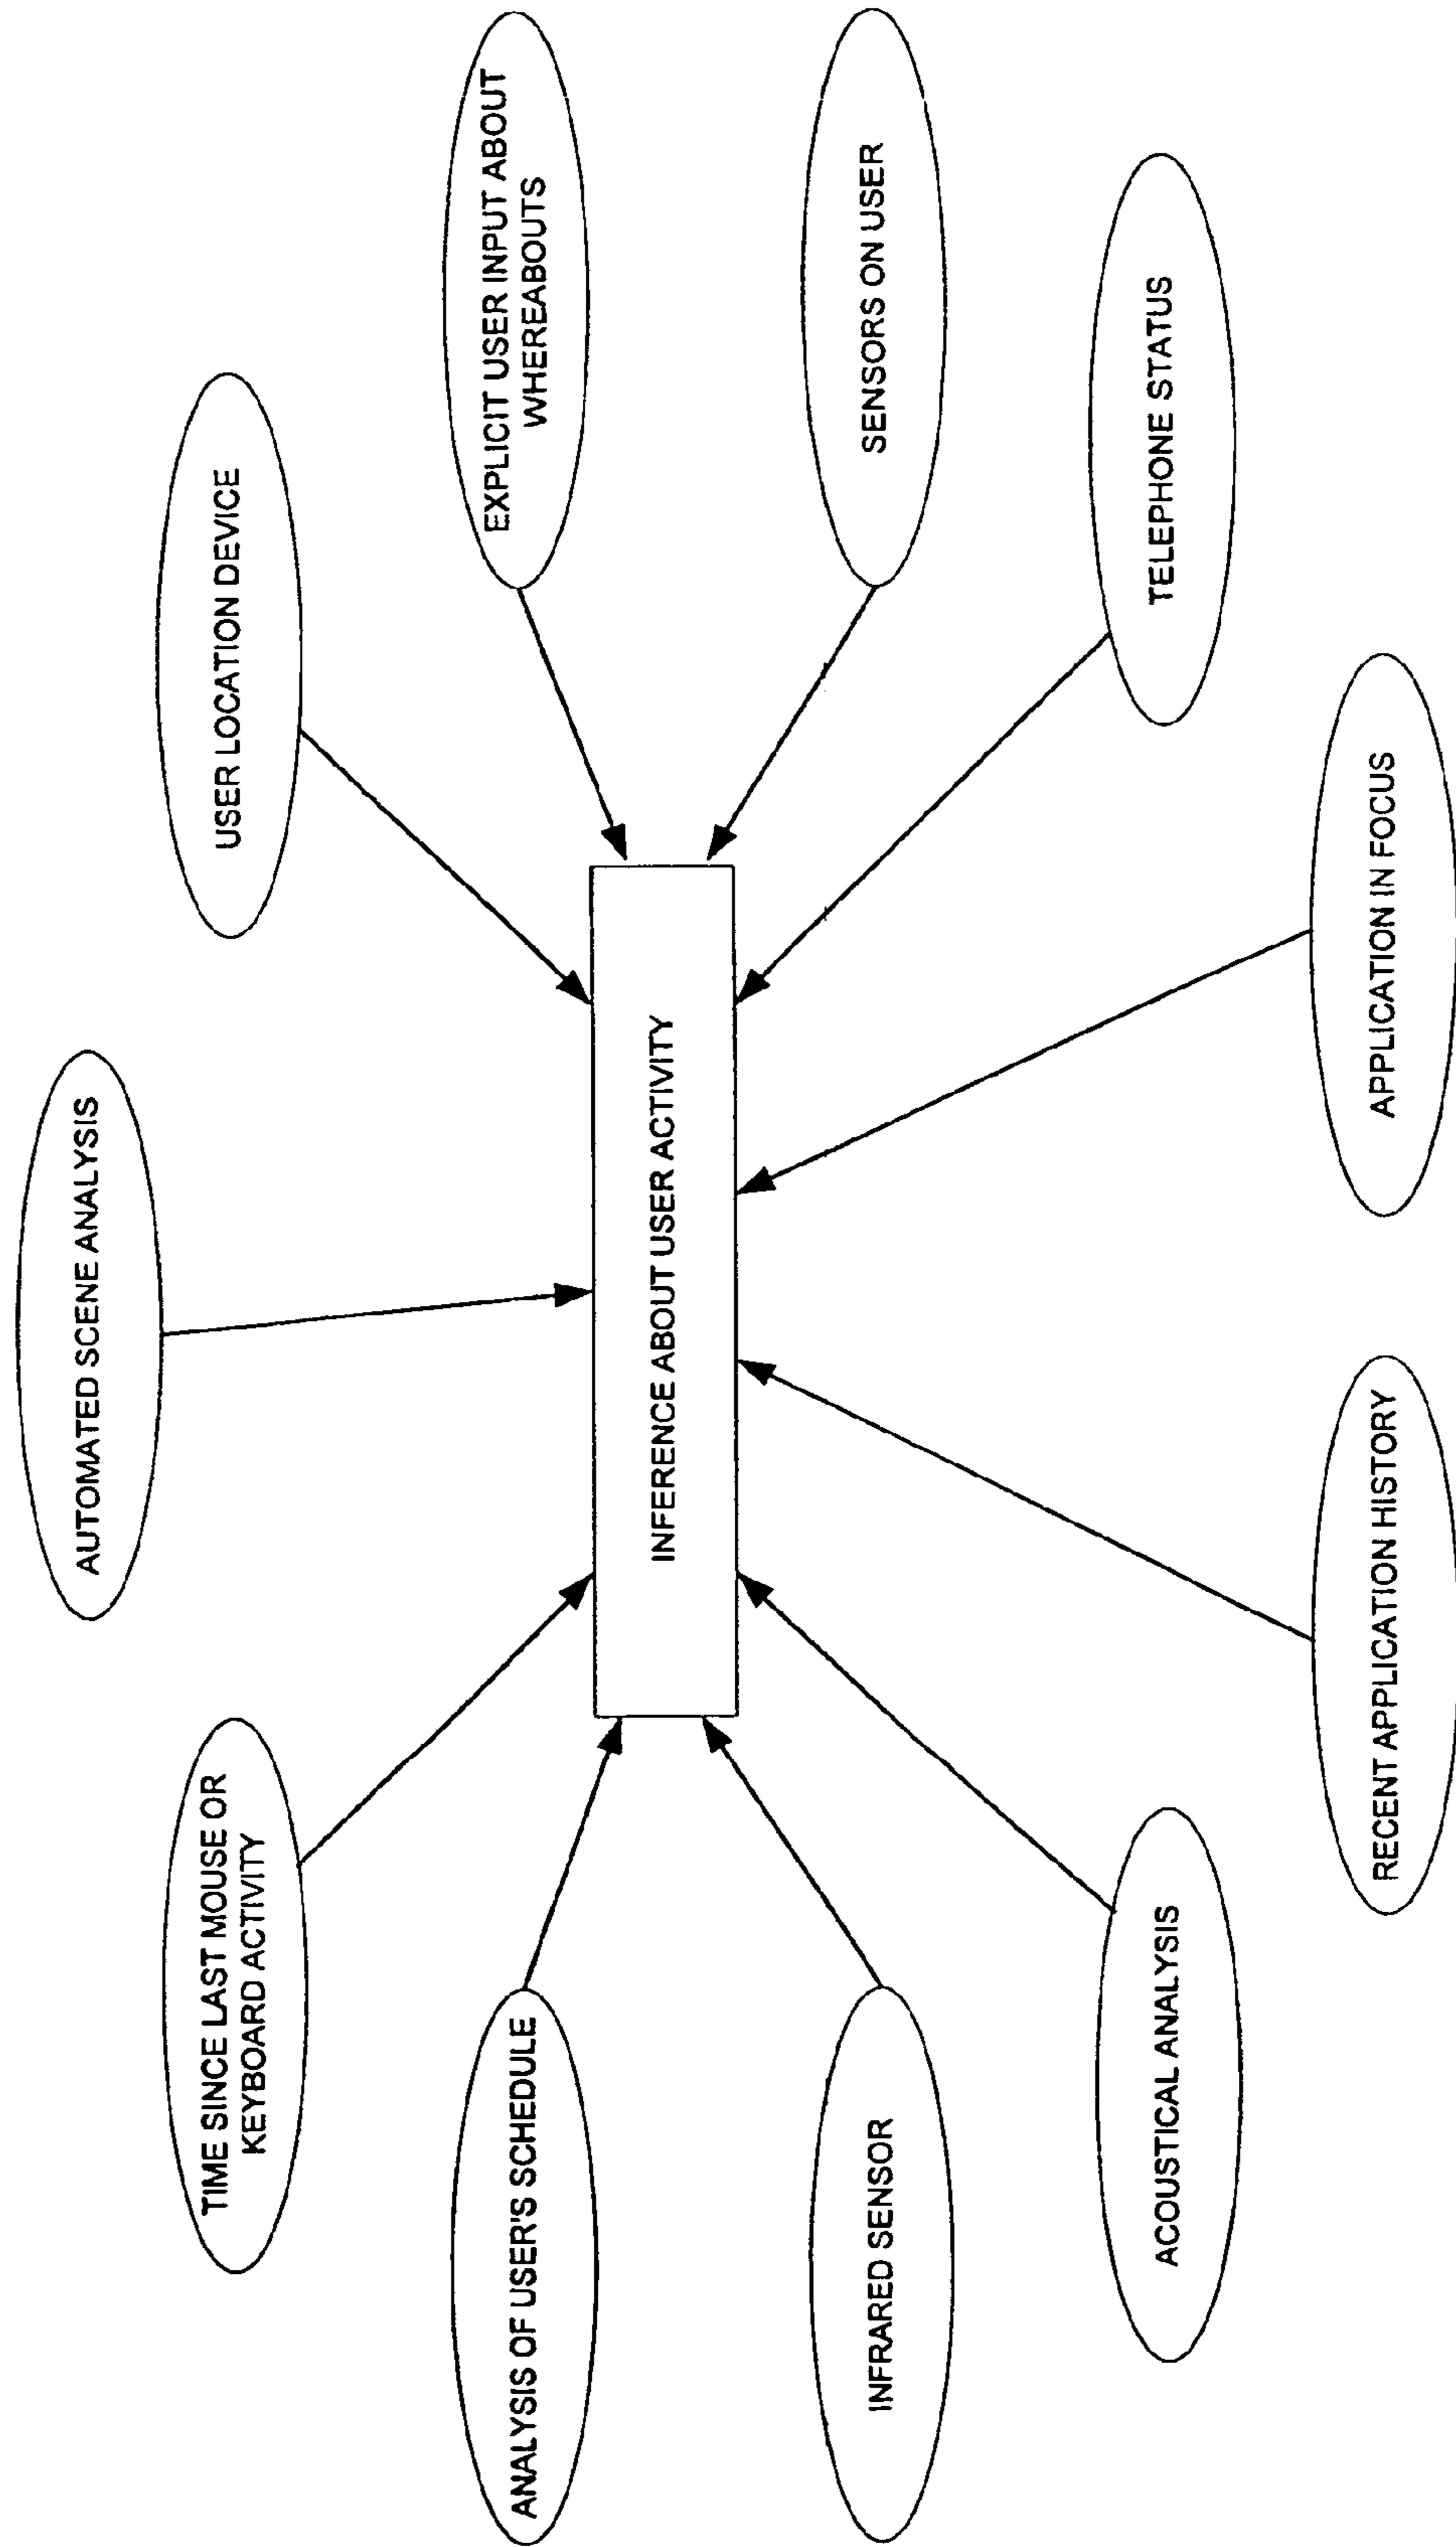 AUTOMATED SCENE ANALYSIS
TIME SINCE LAST MOUSE OR
KEYBOARD ACTIVITY
USER LOCATION DEVICE
ANALYSIS OF USER'S SCHEDULE
EXPLICIT USER INPUT ABOUT
WHEREABOUTS
INFERENCE ABOUT USER ACTIVITY
INFRARED SENSOR
SENSORS ON USER
ACOUSTICAL ANALYSIS
TELEPHONE STATUS
RECENT APPLICATION HISTORY
APPLICATION IN FOCUS